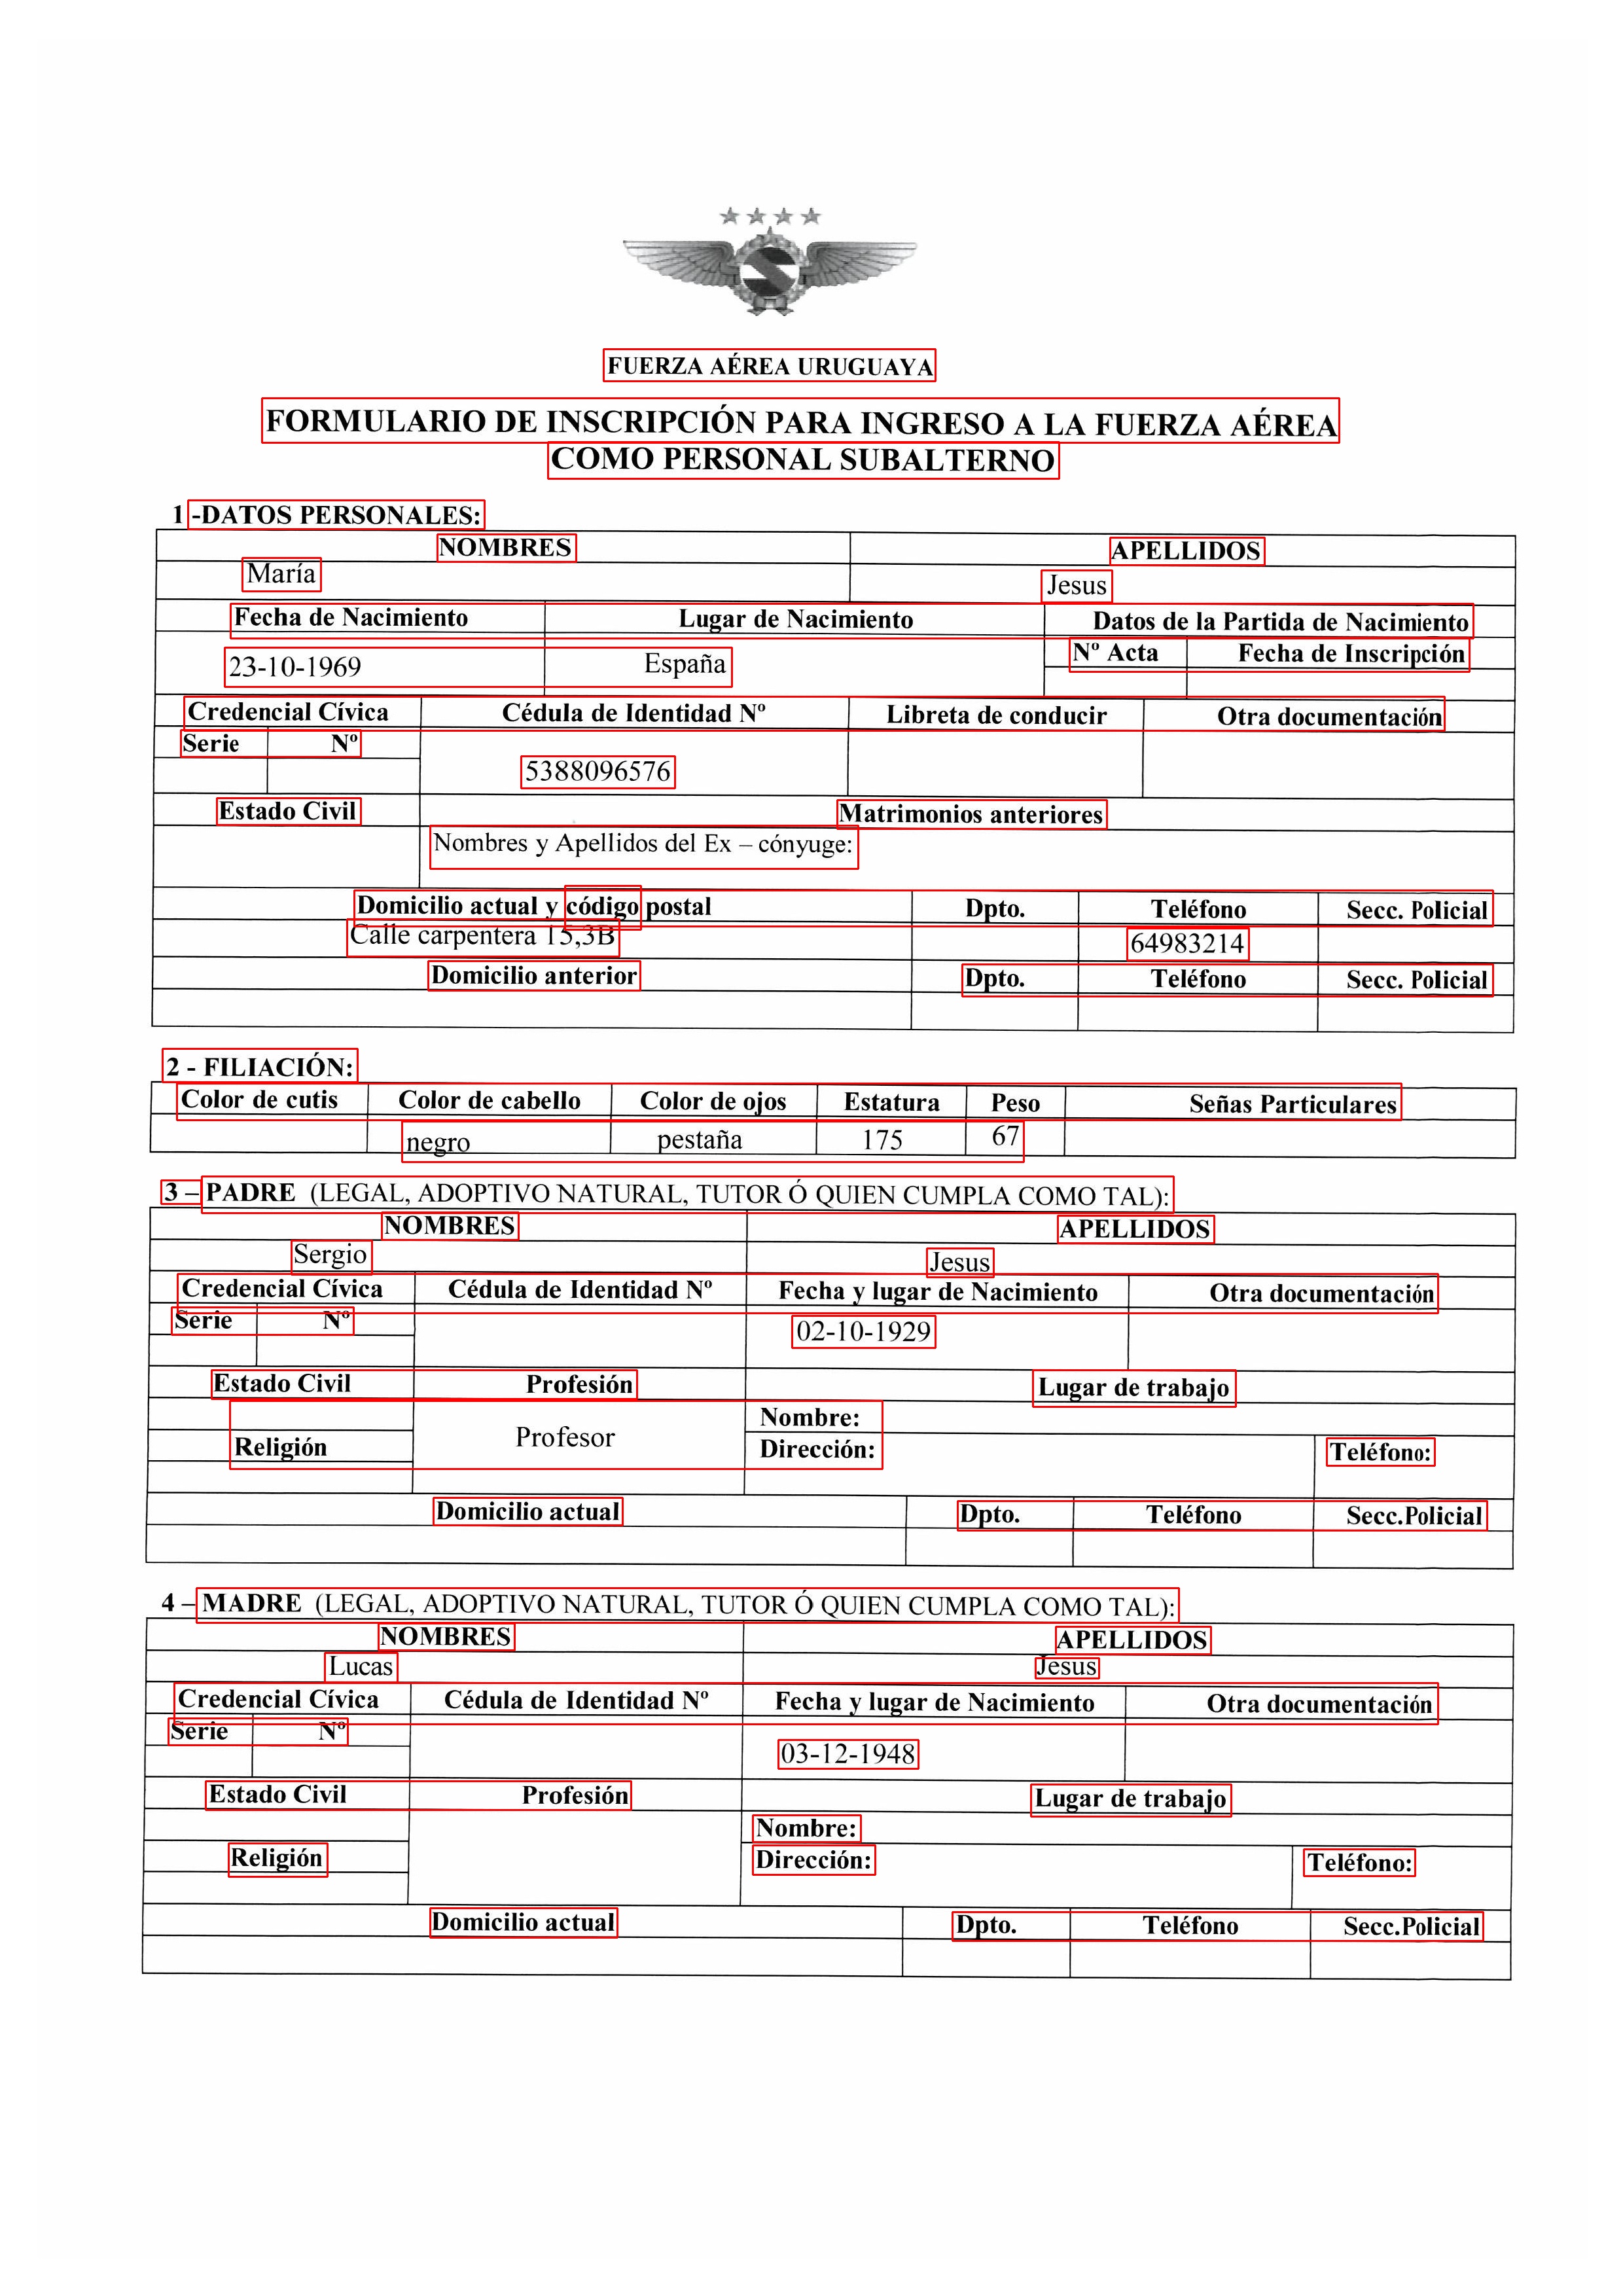 FUERZA AÉREA URUGUAYA
FORMULARIO DE INSCRIPCIÓN PARA INGRESO A LA FUERZA AÉREA
COMO PERSONAL SUBALTERNO
1 -DATOS PERSONALES:
NOMBRES APELLIDOS
María Jesus
Fecha de Nacimiento Lugar de Nacimiento Datos de la Partida de Nacimiento
Nº Acta Fecha de Inscripción
23-10-1969 España
Credencial Cívica Cédula de Identidad Nº Libreta de conducir Otra documentación
Serie Nº
5388096576
Estado Civil Matrimonios anteriores
Nombres y Apellidos del Ex – cónyuge:
Domicilio actual y código postal Dpto. Teléfono Secc. Policial
Calle carpentera 15,3B 64983214
Domicilio anterior Dpto. Teléfono Secc. Policial
2 - FILIACIÓN:
Color de cutis Color de cabello Color de ojos Estatura Peso Señas Particulares
negro pestaña 175 67
3 – PADRE (LEGAL, ADOPTIVO NATURAL, TUTOR Ó QUIEN CUMPLA COMO TAL):
NOMBRES APELLIDOS
Sergio Jesus
Credencial Cívica Cédula de Identidad Nº Fecha y lugar de Nacimiento Otra documentación
Serie Nº
02-10-1929
Estado Civil Profesión Lugar de trabajo
Nombre:
Profesor
Religión Dirección: Teléfono:
Domicilio actual Dpto. Teléfono Secc.Policial
4 – MADRE (LEGAL, ADOPTIVO NATURAL, TUTOR Ó QUIEN CUMPLA COMO TAL):
NOMBRES APELLIDOS
Lucas Jesus
Credencial Cívica Cédula de Identidad Nº Fecha y lugar de Nacimiento Otra documentación
Serie Nº
03-12-1948
Estado Civil Profesión Lugar de trabajo
Nombre:
Religión Dirección: Teléfono:
Domicilio actual Dpto. Teléfono Secc.Policial